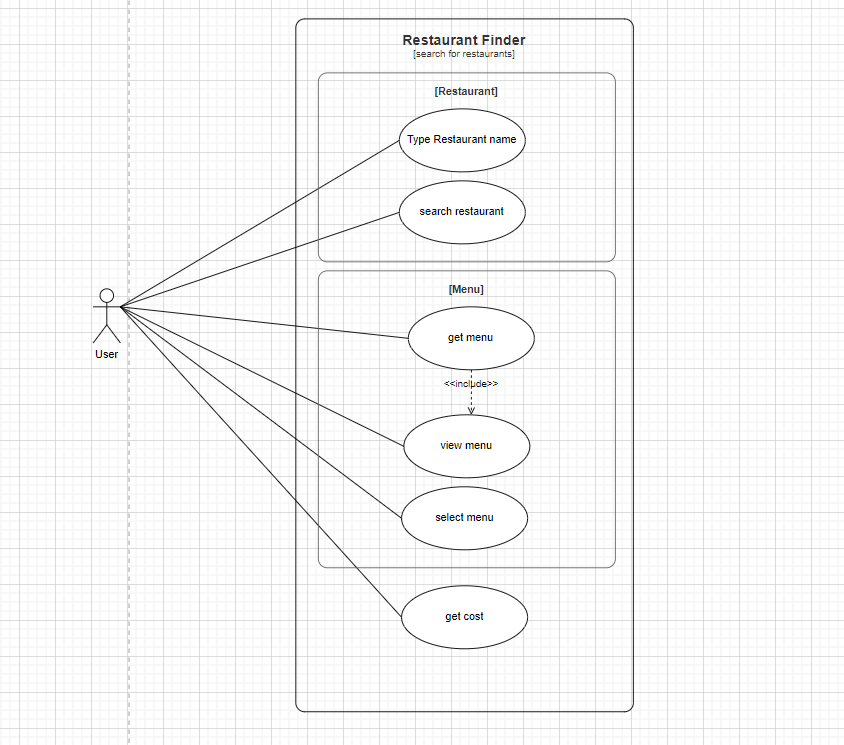 Restaurant Finder
[search for restaurants]
[Restaurant]
Type Restaurant name
search restaurant
[Menu]
get menu
User
<<include>>
view menu
select menu
get cost